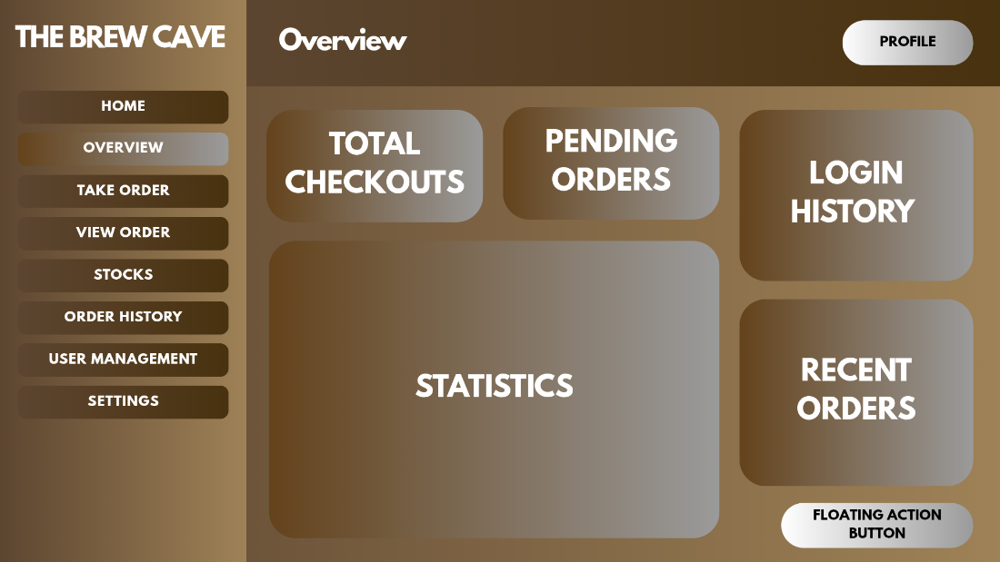 THE BREW CAVE
HOME
OVERVIEW
TAKE ORDER
VIEW ORDER
STOCKS
ORDER HISTORY
USER MANAGEMENT
SETTINGS
Overview
PROFILE
TOTAL
CHECKOUTS
PENDING
ORDERS
LOGIN
HISTORY
STATISTICS
RECENT
ORDERS
FLOATING ACTION
BUTTON